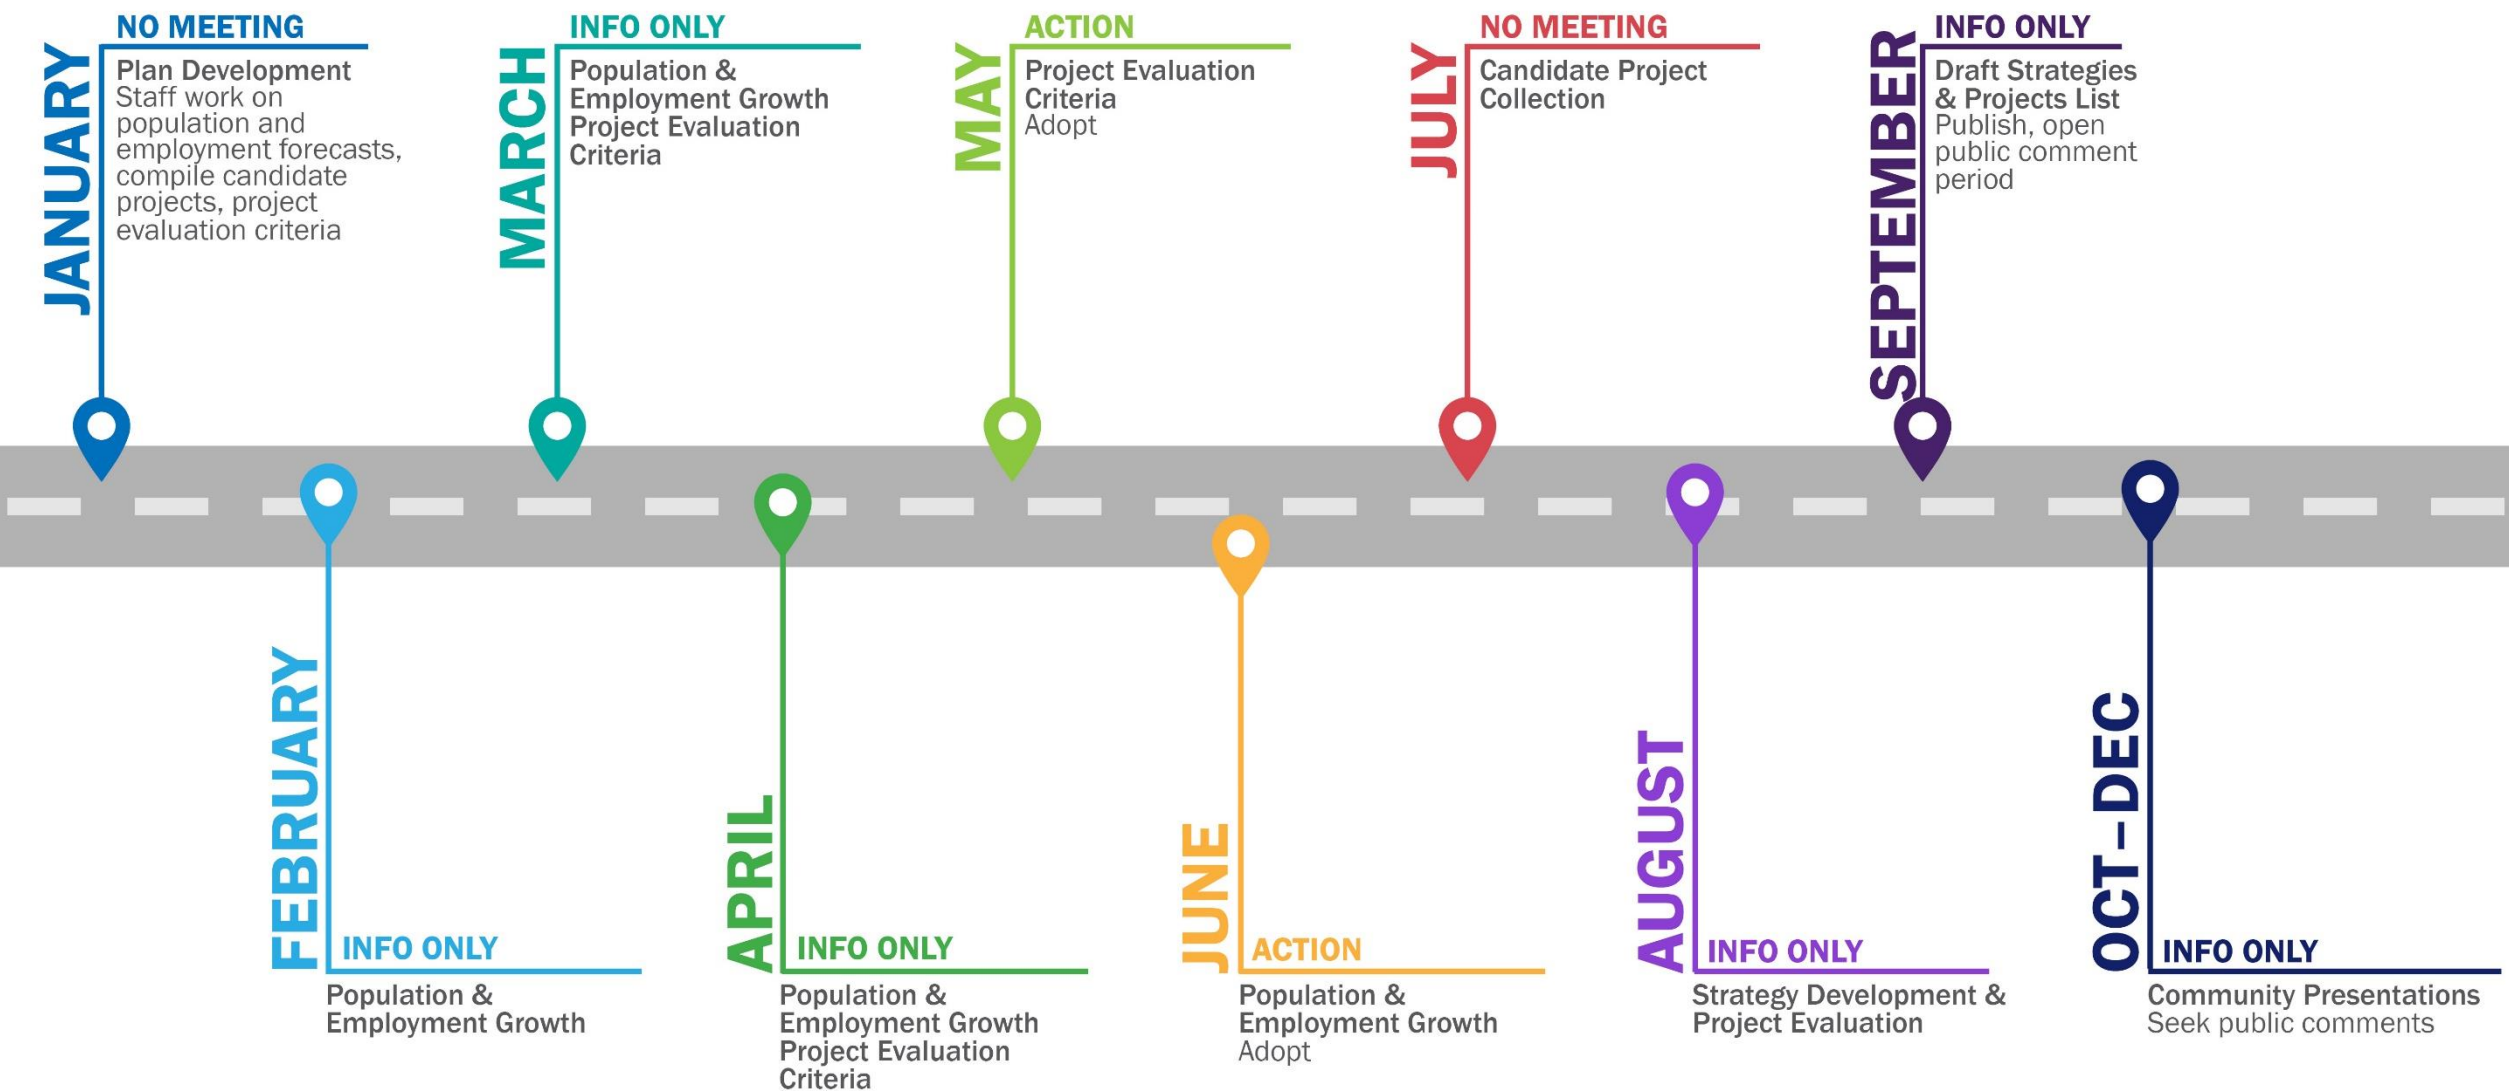 JANUARY
NO MEETING
Plan Development
Staff work on
population and
employment forecasts,
compile candidate
projects, project
evaluation criteria
FEBRUARY
INFO ONLY
Population &
Employment Growth
MARCH
INFO ONLY
Population &
Employment Growth
Project Evaluation
Criteria
APRIL
INFO ONLY
Population &
Employment Growth
Project Evaluation
Criteria
MAY
ACTION
Project Evaluation
Criteria
Adopt
JUNE
ACTION
Population &
Employment Growth
Adopt
JULY
NO MEETING
Candidate Project
Collection
AUGUST
INFO ONLY
Strategy Development &
Project Evaluation
SEPTEMBER
INFO ONLY
Draft Strategies
& Projects List
Publish, open
public comment
period
OCT–DEC
INFO ONLY
Community Presentations
Seek public comments